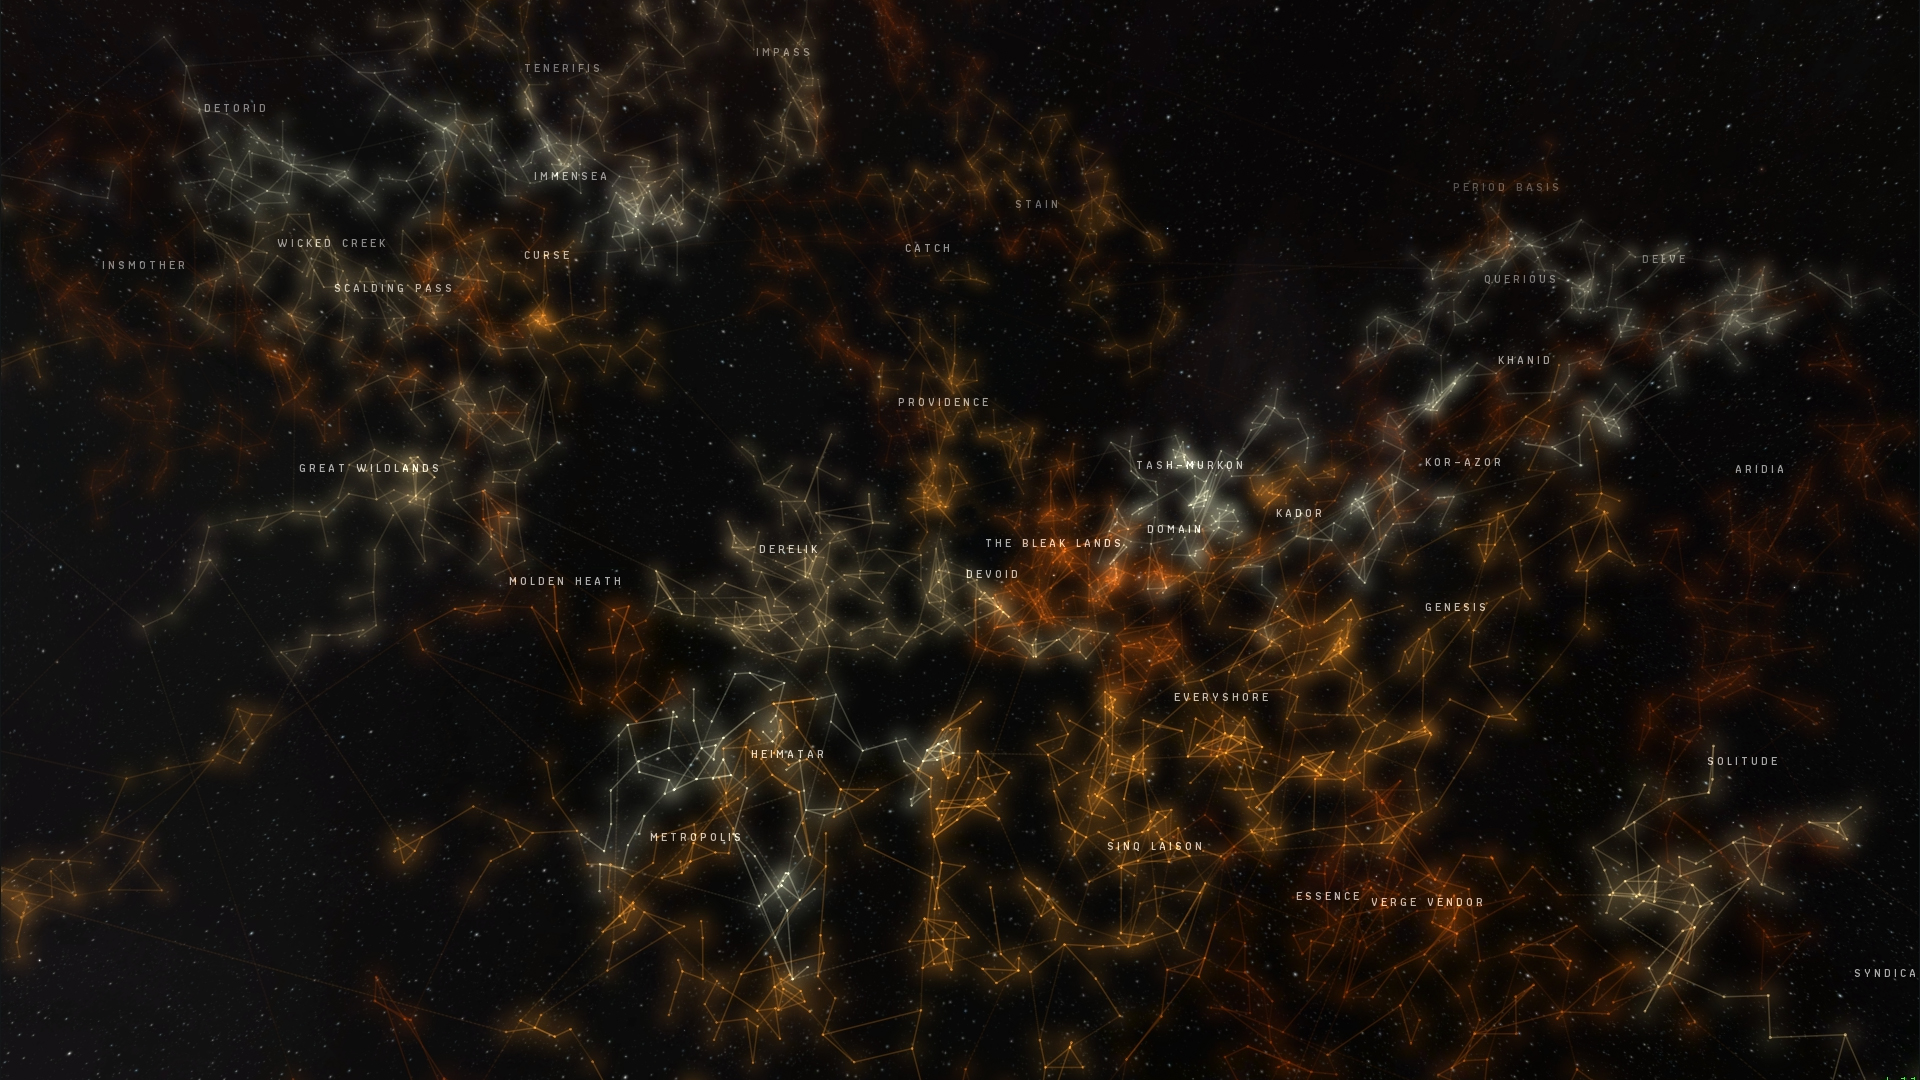 IMPASS
TENERIFIS
DETORID
IMMENSEA
PERIOD BASIS
STAIN
WICKED CREEK
CATCH
CURSE
DELVE
INSMOTHER
QUERIOUS
SCALDING PASS
KHANID
PROVIDENCE
KOR-AZOR
TASH-MURKON
GREAT WILDLANDS
ARIDIA
KADOR
DOMAIN
THE BLEAK LANDS
DERELIK
DEVOID
MOLDEN HEATH
GENESIS
EVERYSHORE
HEIMATAR
SOLITUDE
METROPOLIS
SINQ LAISON
ESSENCE
VERGE VENDOR
SYNDICA